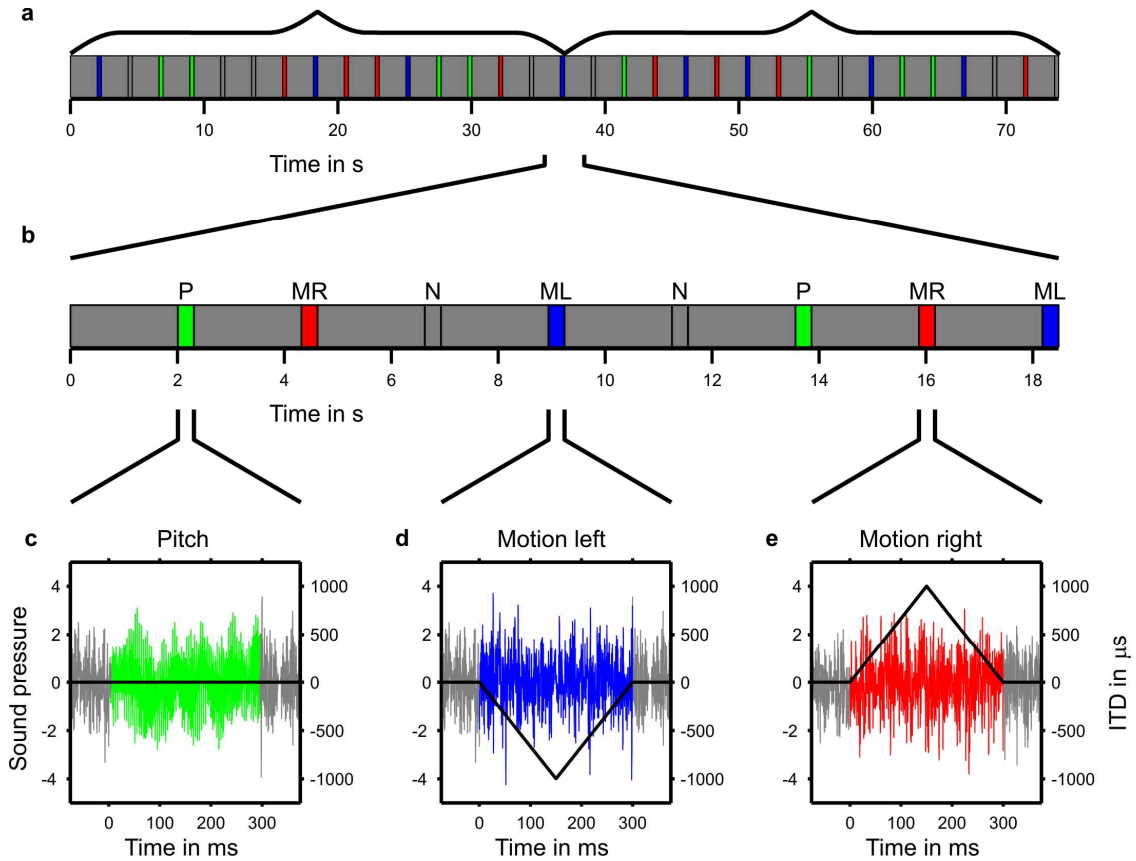 a
0 10 20 30 40 50 60 70
Time in s
b
P MR N ML N P MR ML
0 2 4 6 8 10 12 14 16 18
Time in s
c Pitch
d Motion left
e Motion right
Sound pressure
4 2 0 -2 -4
1000 500 0 -500 -1000
0 100 200 300
Time in ms
4 2 0 -2 -4
1000 500 0 -500 -1000
0 100 200 300
Time in ms
4 2 0 -2 -4
1000 500 0 -500 -1000
0 100 200 300
Time in ms
ITD in µs